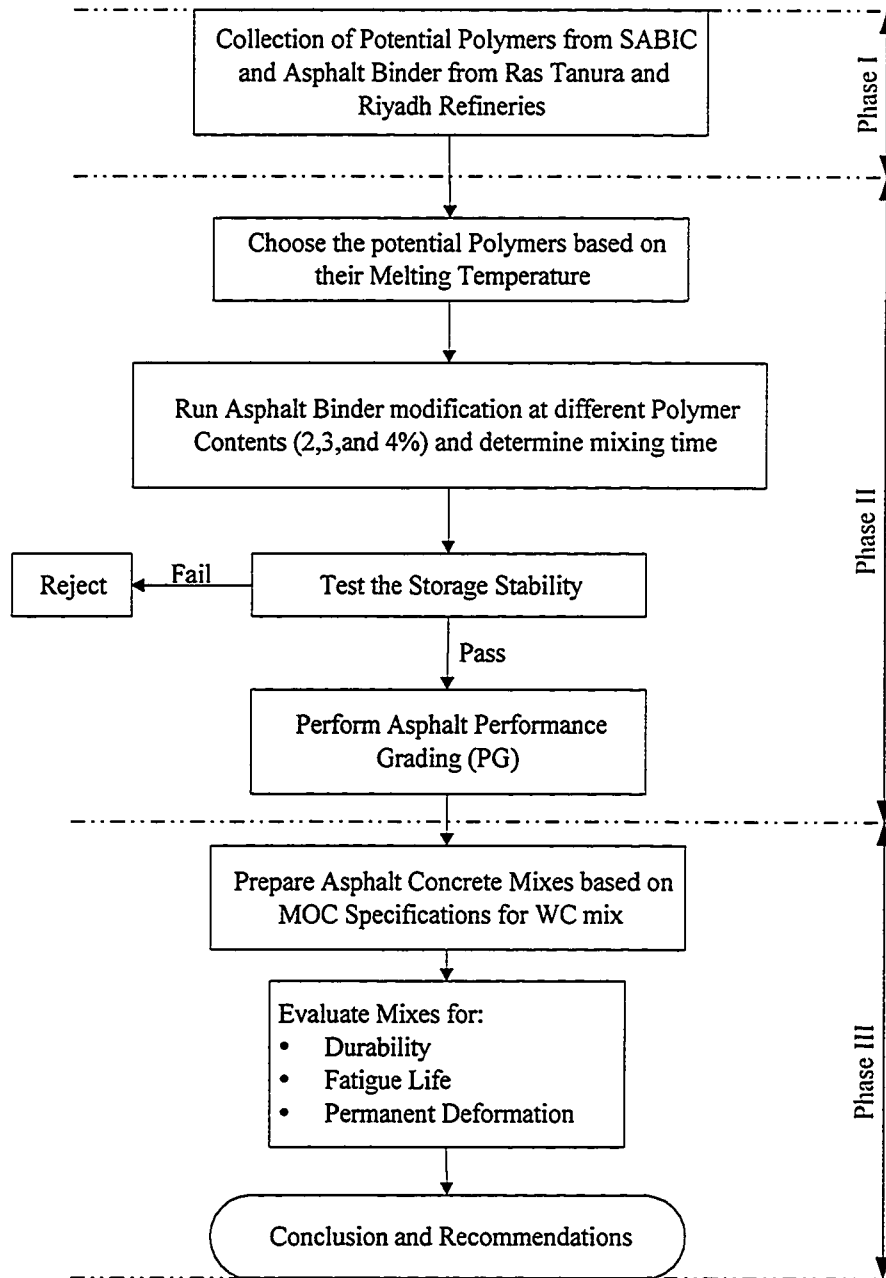 Collection of Potential Polymers from SABIC
and Asphalt Binder from Ras Tanura and
Riyadh Refineries
Phase I
Choose the potential Polymers based on
their Melting Temperature
Run Asphalt Binder modification at different Polymer
Contents (2,3,and 4%) and determine mixing time
Phase II
Reject
Fail
Test the Storage Stability
Pass
Perform Asphalt Performance
Grading (PG)
Prepare Asphalt Concrete Mixes based on
MOC Specifications for WC mix
Evaluate Mixes for:
• Durability
• Fatigue Life
• Permanent Deformation
Phase III
Conclusion and Recommendations